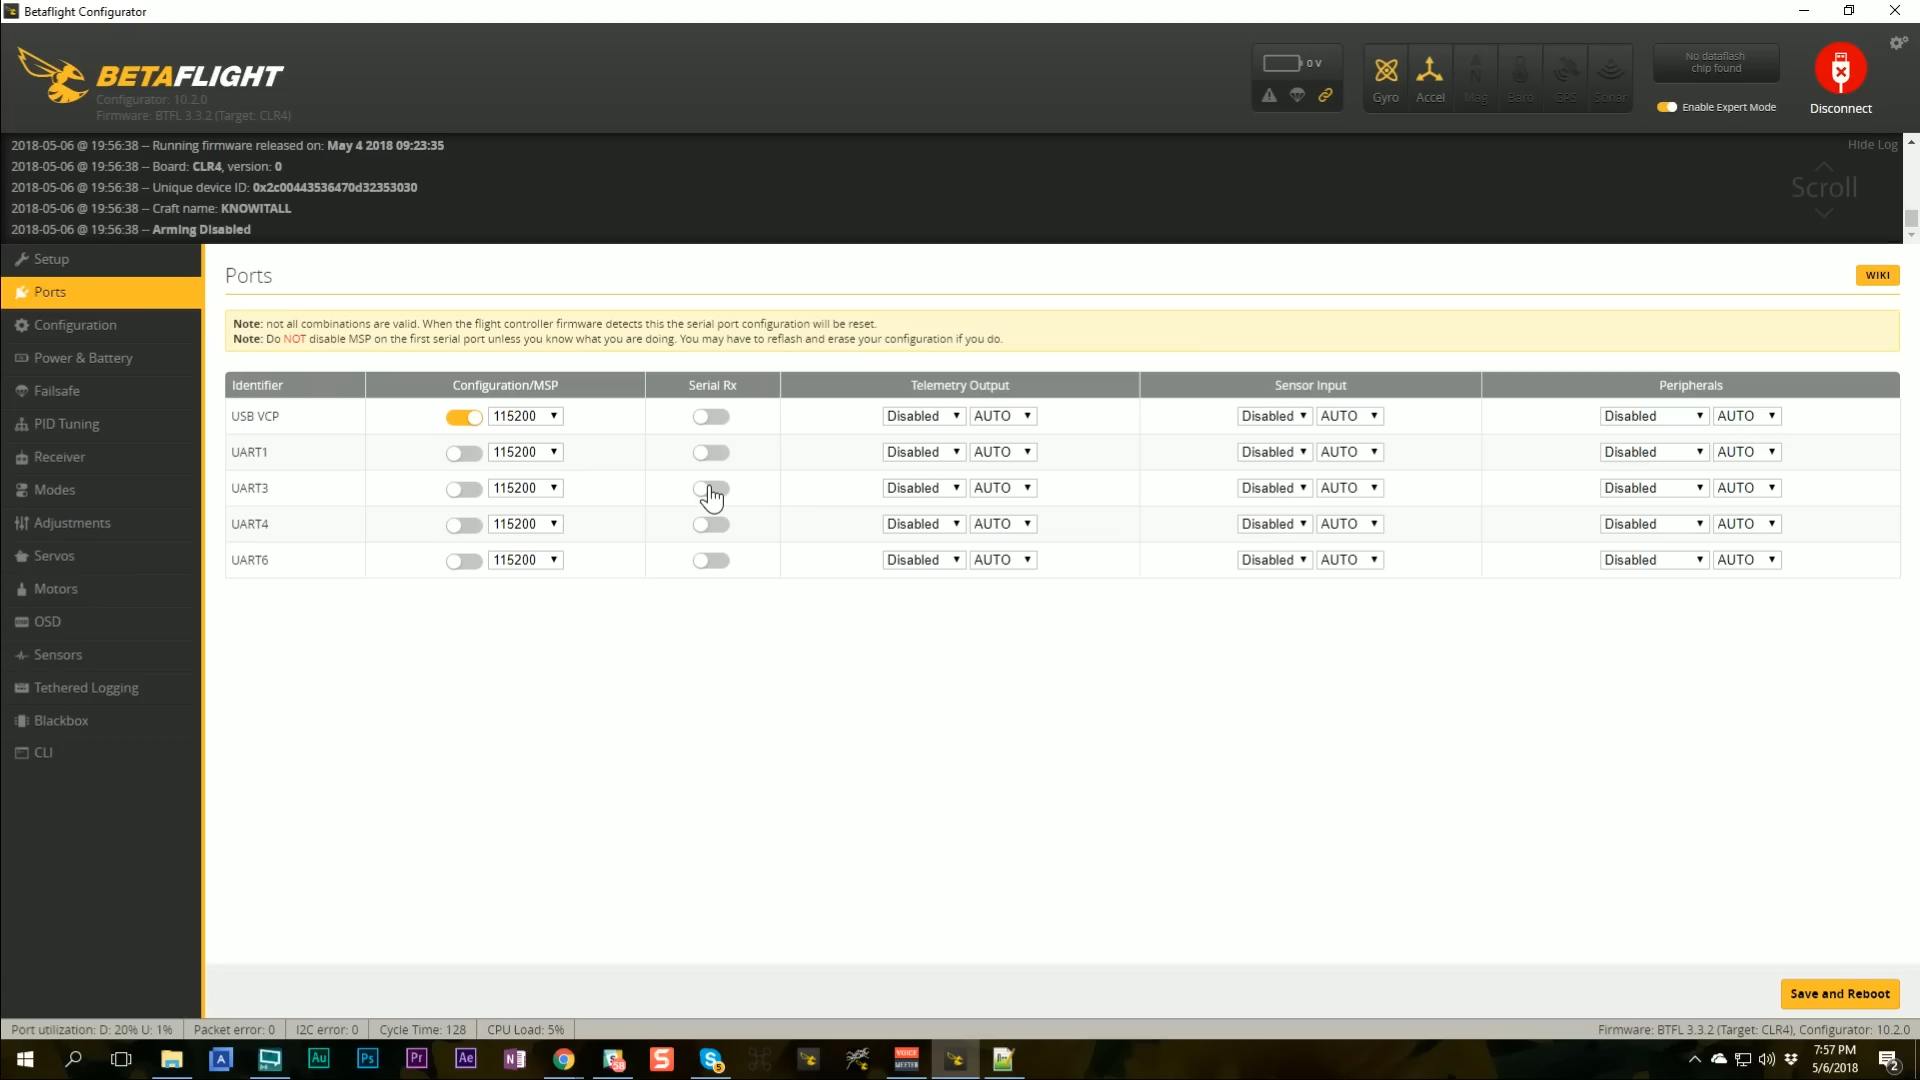 Betaflight Configurator
BETAFLIGHT
Configurator: 10.2.0
Firmware: BTFL 3.3.2 (Target: CLR4)
0 V
Gyro Accel Mag Baro GPS Sonar
No dataflash
chip found
Enable Expert Mode
Disconnect
2018-05-06 @ 19:56:38 -- Running firmware released on: May 4 2018 09:23:35
2018-05-06 @ 19:56:38 -- Board: CLR4, version: 0
2018-05-06 @ 19:56:38 -- Unique device ID: 0x2c00443536470d32353030
2018-05-06 @ 19:56:38 -- Craft name: KNOWITALL
2018-05-06 @ 19:56:38 -- Arming Disabled
Hide Log
Scroll
Setup
Ports
Configuration
Power & Battery
Failsafe
PID Tuning
Receiver
Modes
Adjustments
Servos
Motors
OSD
Sensors
Tethered Logging
Blackbox
CLI
Ports
WIKI
Note: not all combinations are valid. When the flight controller firmware detects this the serial port configuration will be reset.
Note: Do NOT disable MSP on the first serial port unless you know what you are doing. You may have to reflash and erase your configuration if you do.
Identifier Configuration/MSP Serial Rx Telemetry Output Sensor Input Peripherals
USB VCP 115200 Disabled AUTO Disabled AUTO Disabled AUTO
UART1 115200 Disabled AUTO Disabled AUTO Disabled AUTO
UART3 115200 Disabled AUTO Disabled AUTO Disabled AUTO
UART4 115200 Disabled AUTO Disabled AUTO Disabled AUTO
UART6 115200 Disabled AUTO Disabled AUTO Disabled AUTO
Save and Reboot
Port utilization: D: 20% U: 1% Packet error: 0 I2C error: 0 Cycle Time: 128 CPU Load: 5%
Firmware: BTFL 3.3.2 (Target: CLR4), Configurator: 10.2.0
A Au Ps Pr Ae N S S 5 VOICE
MEETER
7:57 PM
5/6/2018
2